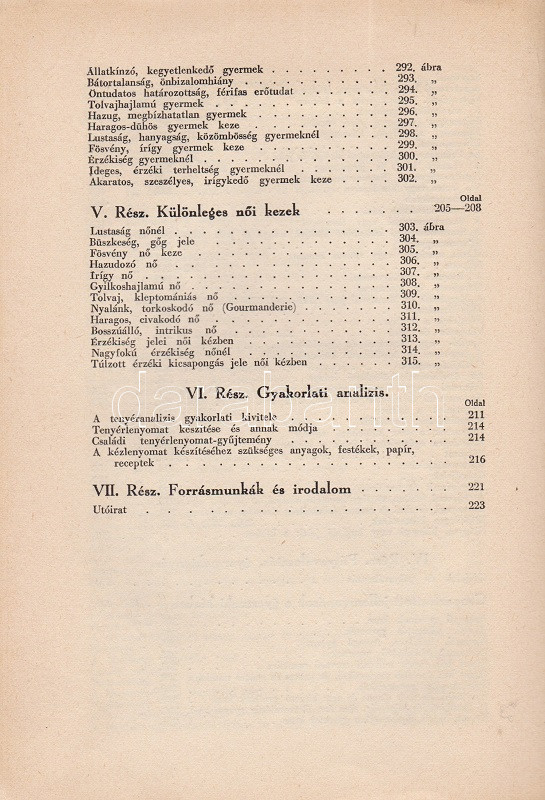 Állatkínzó, kegyetlenkedő gyermek . . . . . . . . 292. ábra
Bátortalanság, önbizalomhiány . . . . . . . . . 293. „
Öntudatos határozottság, férfias erőtudat . . . . . . 294. „
Tolvajhajlamú gyermek . . . . . . . . . . . 295. „
Hazug, megbízhatatlan gyermek . . . . . . . . . 296. „
Haragos-dühös gyermek keze . . . . . . . . . . 297. „
Lustaság, hanyagság, közömbösség gyermeknél . . . . . 298. „
Fösvény, írígy gyermek keze . . . . . . . . . . 299. „
Érzékiség gyermeknél . . . . . . . . . . . . 300. „
Ideges, érzéki terheltség gyermeknél . . . . . . . 301. „
Akaratos, szeszélyes, irígykedő gyermek keze . . . . 302. „
Oldal
V. Rész. Különleges női kezek . . . . . . . 205—208
Lustaság nőnél . . . . . . . . . . . . . 303. ábra
Büszkeség, gőg jele . . . . . . . . . . . . 304. „
Fösvény nő keze . . . . . . . . . . . . . 305. „
Hazudozó nő . . . . . . . . . . . . . . 306. „
Irígy nő . . . . . . . . . . . . . . . 307. „
Gyilkoshajlamú nő . . . . . . . . . . . . 308. „
Tolvaj, kleptomániás nő . . . . . . . . . . 309. „
Nyalánk, torkoskodó nő (Gourmanderie) . . . . . . 310. „
Haragos, civakodó nő . . . . . . . . . . . 311. „
Bosszúálló, intrikus nő . . . . . . . . . . 312. „
Érzékiség jelei női kézben . . . . . . . . . 313. „
Nagyfokú érzékiség nőnél . . . . . . . . . . 314. „
Túlzott érzéki kicsapongás jele női kézben . . . . . 315. „
VI. Rész. Gyakorlati analizis.
Oldal
A tenyéranalizis gyakorlati kivitele . . . . . . . . 211
Tenyérlenyomat készítése és annak módja . . . . . . 214
Családi tenyérlenyomat-gyűjtemény . . . . . . . . 214
A kézlenyomat készítéséhez szükséges anyagok, festékek, papír,
receptek . . . . . . . . . . . . . . . 216
VII. Rész. Forrásmunkák és irodalom . . . . . . . 221
Utóirat . . . . . . . . . . . . . . . . 223
darabanth